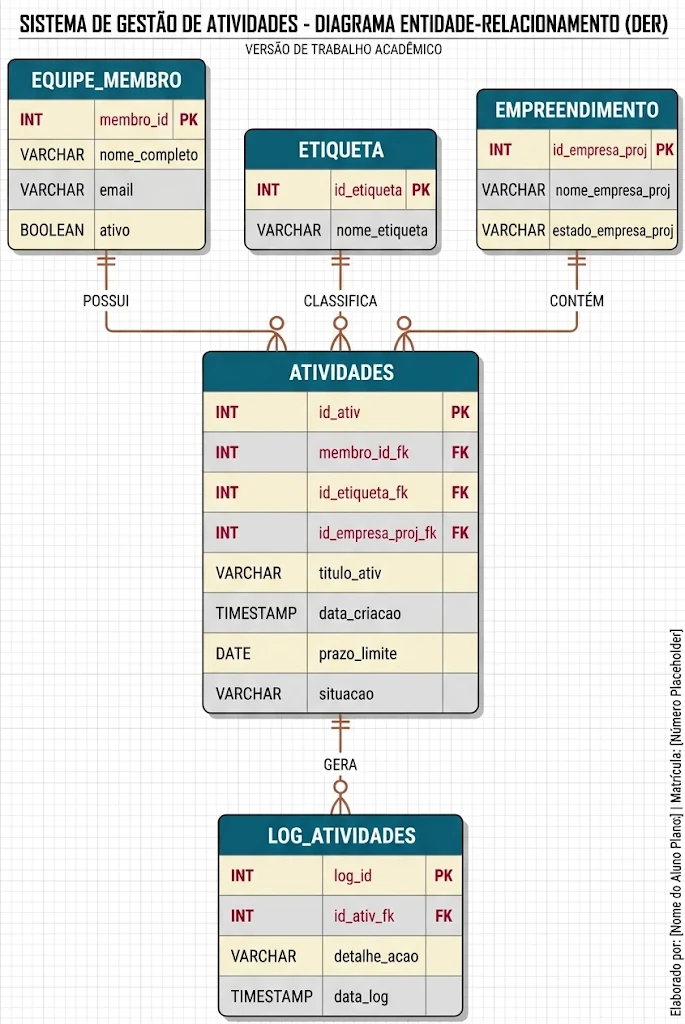 SISTEMA DE GESTÃO DE ATIVIDADES - DIAGRAMA ENTIDADE-RELACIONAMENTO (DER)
VERSÃO DE TRABALHO ACADÊMICO
EQUIPE_MEMBRO
INT membro_id PK
VARCHAR nome_completo
VARCHAR email
BOOLEAN ativo
ETIQUETA
INT id_etiqueta PK
VARCHAR nome_etiqueta
EMPREENDIMENTO
INT id_empresa_proj PK
VARCHAR nome_empresa_proj
VARCHAR estado_empresa_proj
POSSUI
CLASSIFICA
CONTÉM
ATIVIDADES
INT id_ativ PK
INT membro_id_fk FK
INT id_etiqueta_fk FK
INT id_empresa_proj_fk FK
VARCHAR titulo_ativ
TIMESTAMP data_criacao
DATE prazo_limite
VARCHAR situacao
GERA
LOG_ATIVIDADES
INT log_id PK
INT id_ativ_fk FK
VARCHAR detalhe_acao
TIMESTAMP data_log
Elaborado por: [Nome do Aluno Plano] | Matrícula: [Número Placeholder]